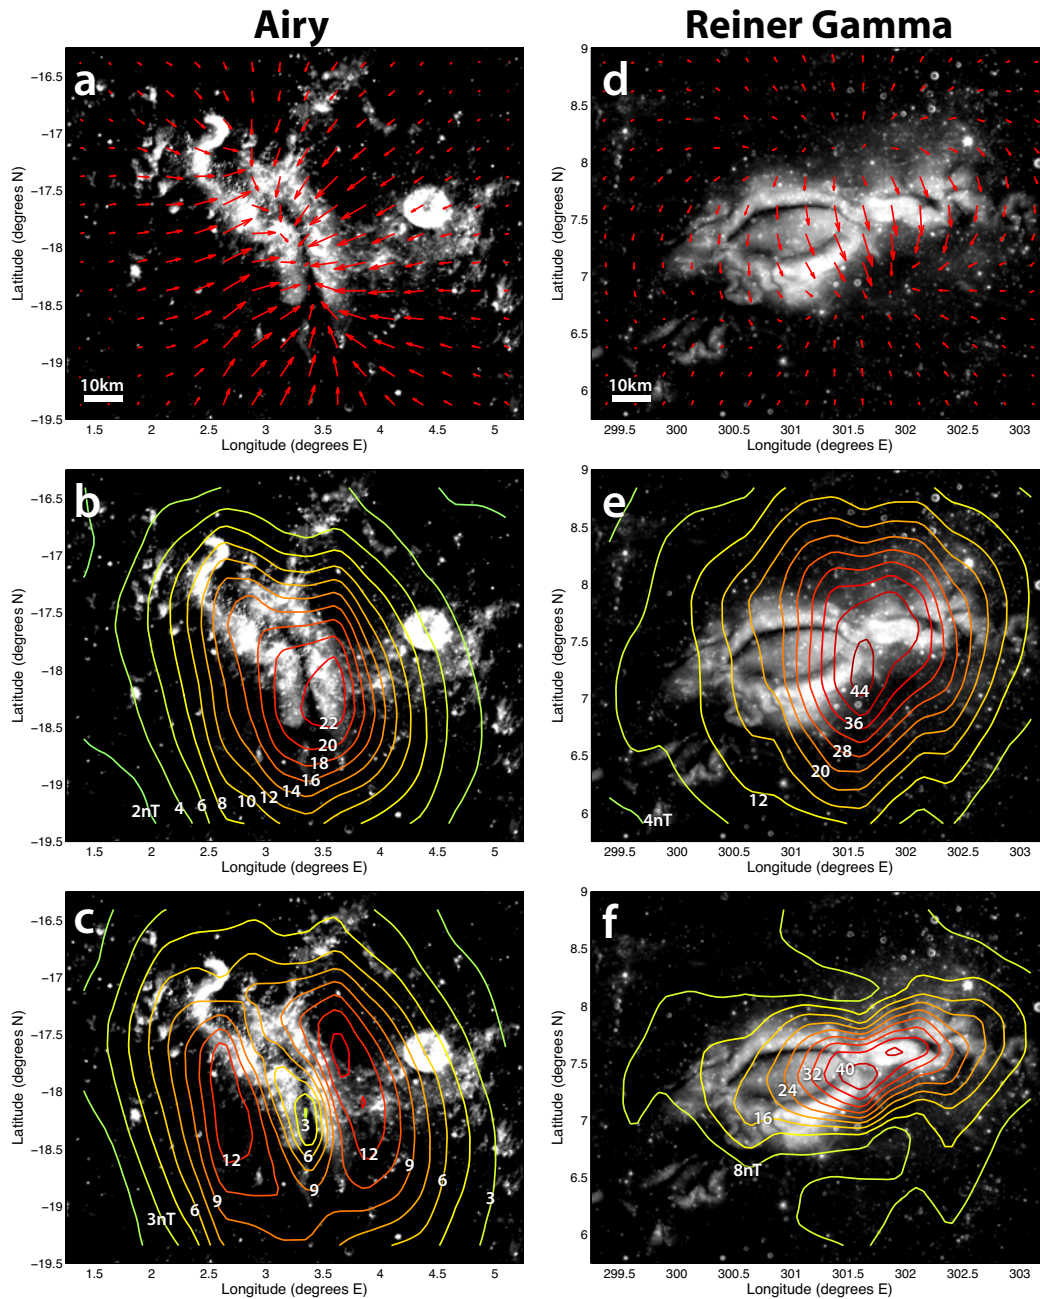 Airy
Reiner Gamma
a
−16.5
−17
−17.5
−18
−18.5
−19
−19.5
Latitude (degrees N)
10km
1.5 2 2.5 3 3.5 4 4.5 5
Longitude (degrees E)
d
9
8.5
8
7.5
7
6.5
6
Latitude (degrees N)
10km
299.5 300 300.5 301 301.5 302 302.5 303
Longitude (degrees E)
b
−16.5
−17
−17.5
−18
−18.5
−19
−19.5
Latitude (degrees N)
22
20
18
16
2nT 4 6 8 10 12 14
1.5 2 2.5 3 3.5 4 4.5 5
Longitude (degrees E)
e
9
8.5
8
7.5
7
6.5
6
Latitude (degrees N)
44
36
28
20
12
4nT
299.5 300 300.5 301 301.5 302 302.5 303
Longitude (degrees E)
c
−16.5
−17
−17.5
−18
−18.5
−19
−19.5
Latitude (degrees N)
3
12 6 12
9 9
9 6
6 3
3nT
1.5 2 2.5 3 3.5 4 4.5 5
Longitude (degrees E)
f
9
8.5
8
7.5
7
6.5
6
Latitude (degrees N)
40
32
24
16
8nT
299.5 300 300.5 301 301.5 302 302.5 303
Longitude (degrees E)